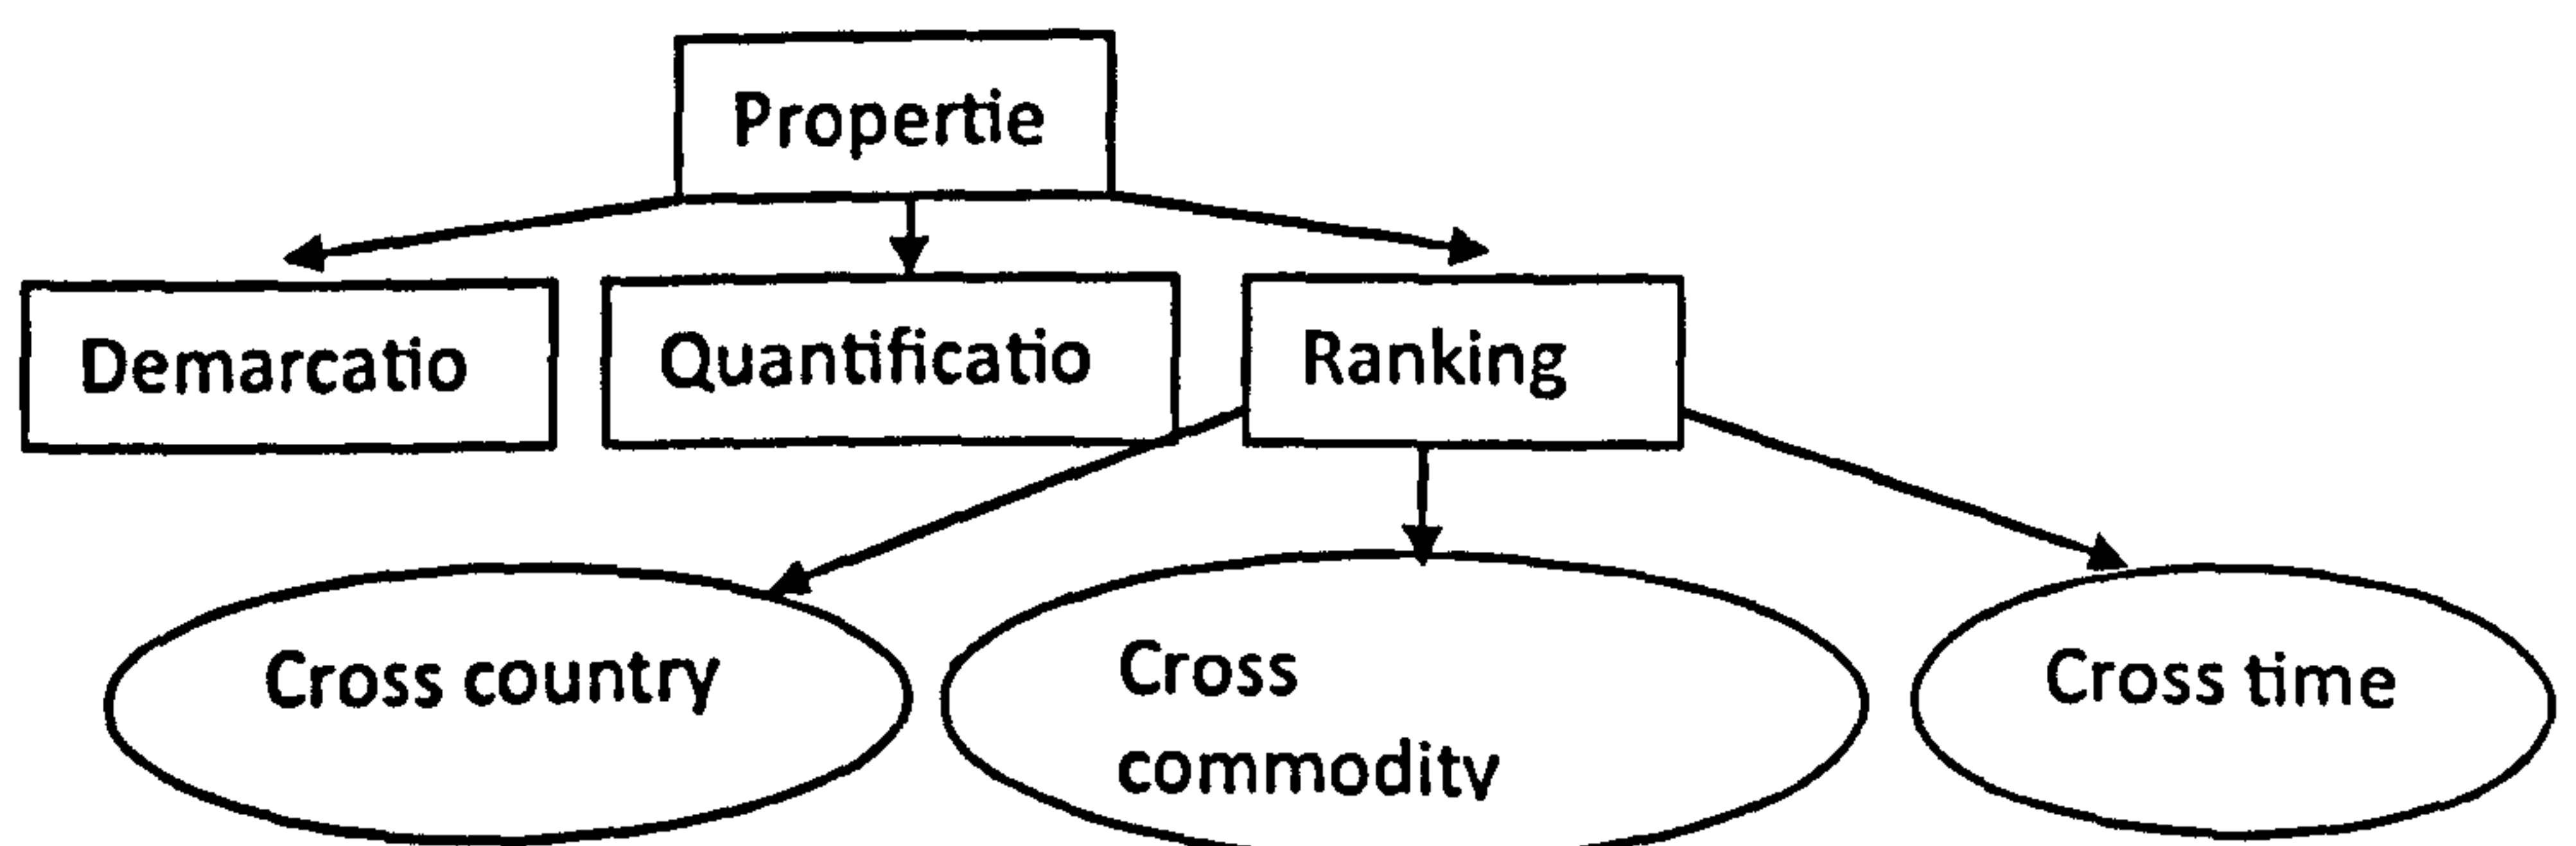 Propertie
Demarcatio
Quantificatio
Ranking
Cross country
Cross
commodity
Cross time